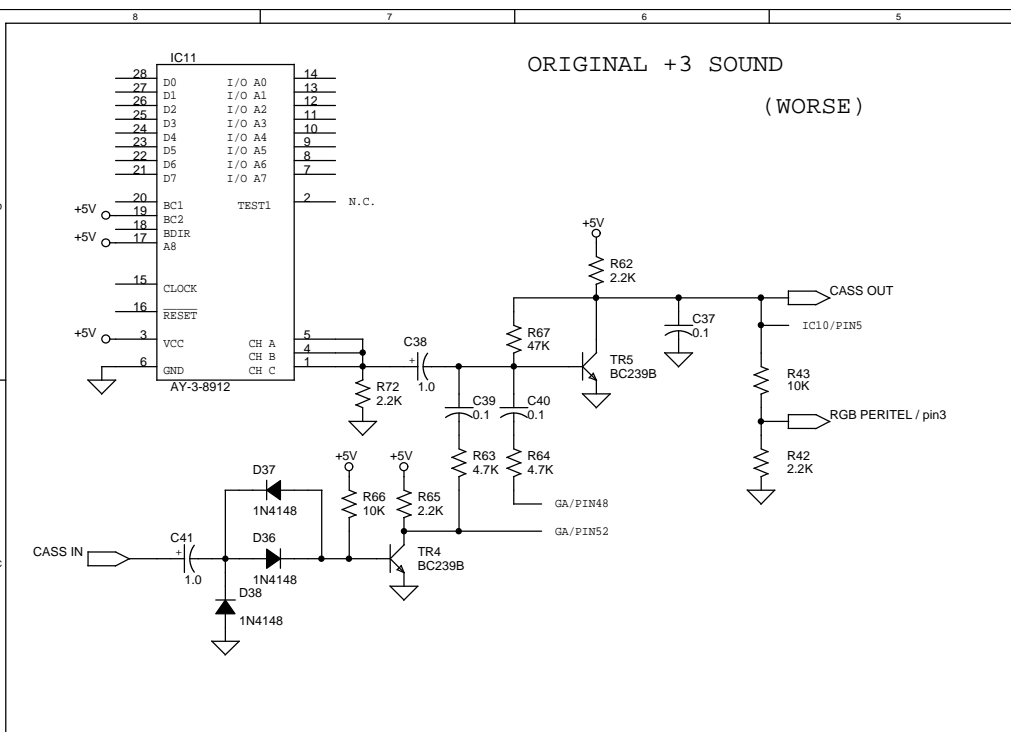 8 7 6 5
ORIGINAL +3 SOUND
(WORSE)
IC11
28 D0 I/O A0 14
27 D1 I/O A1 13
26 D2 I/O A2 12
25 D3 I/O A3 11
24 D4 I/O A4 10
23 D5 I/O A5 9
22 D6 I/O A6 8
21 D7 I/O A7 7
20 BC1 TEST1 2 N.C.
+5V 19 BC2
18 BDIR
+5V 17 A8
15 CLOCK
16 RESET
+5V 3 VCC CH A 5
CH B 4
6 GND CH C 1
AY-3-8912
R72
2.2K
C38
+
1.0
+5V
R62
2.2K
R67
47K
TR5
BC239B
C37
0.1
CASS OUT
IC10/PIN5
R43
10K
RGB PERITEL / pin3
R42
2.2K
C39
0.1
C40
0.1
R63
4.7K
R64
4.7K
GA/PIN48
GA/PIN52
+5V
R66
10K
+5V
R65
2.2K
D37
1N4148
CASS IN
C41
+
1.0
D36
1N4148
D38
1N4148
TR4
BC239B